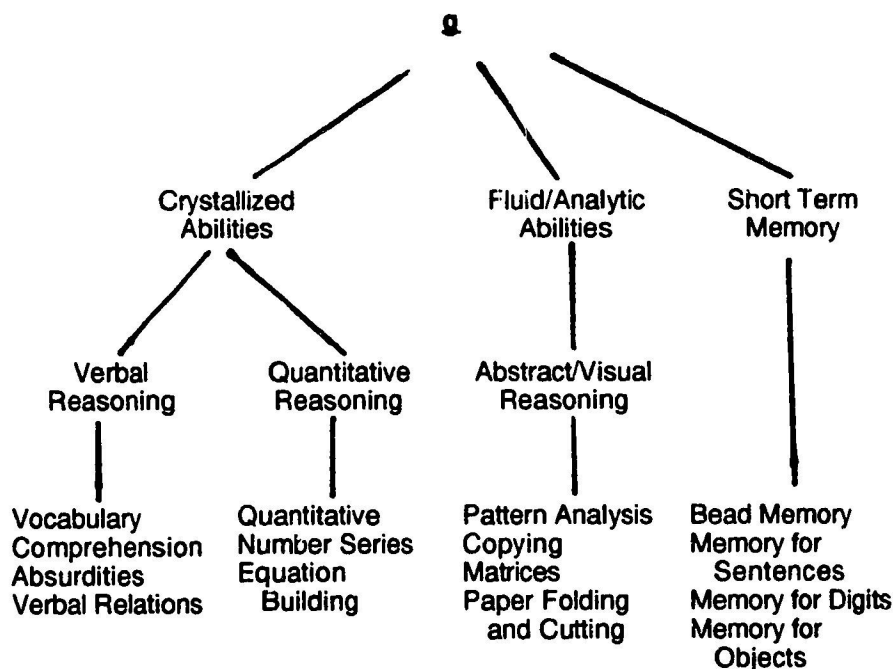 g
Crystallized
Abilities
Fluid/Analytic
Abilities
Short Term
Memory
Verbal
Reasoning
Quantitative
Reasoning
Abstract/Visual
Reasoning
Vocabulary
Comprehension
Absurdities
Verbal Relations
Quantitative
Number Series
Equation
Building
Pattern Analysis
Copying
Matrices
Paper Folding
and Cutting
Bead Memory
Memory for
Sentences
Memory for Digits
Memory for
Objects